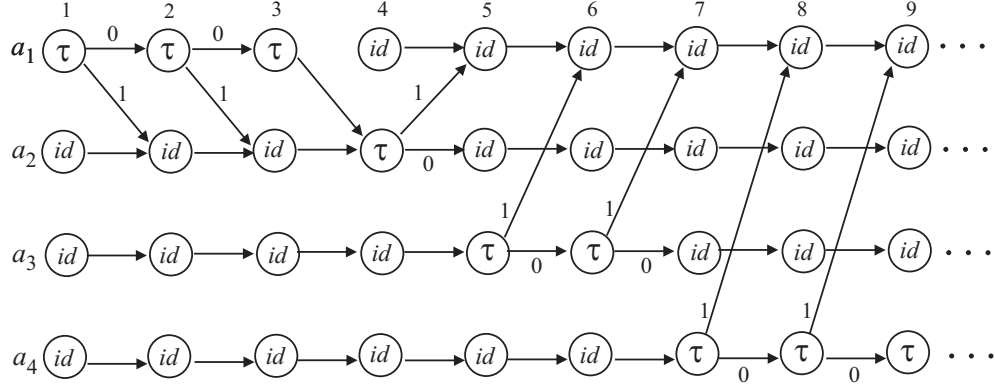 1 2 3 4 5 6 7 8 9
0 0
a₁ τ τ τ id id id id id id · · ·
1 1 1
a₂ id id id τ id id id id id · · ·
0
1 1
a₃ id id id id τ τ id id id · · ·
0 0
1 1
a₄ id id id id id id τ τ τ · · ·
0 0